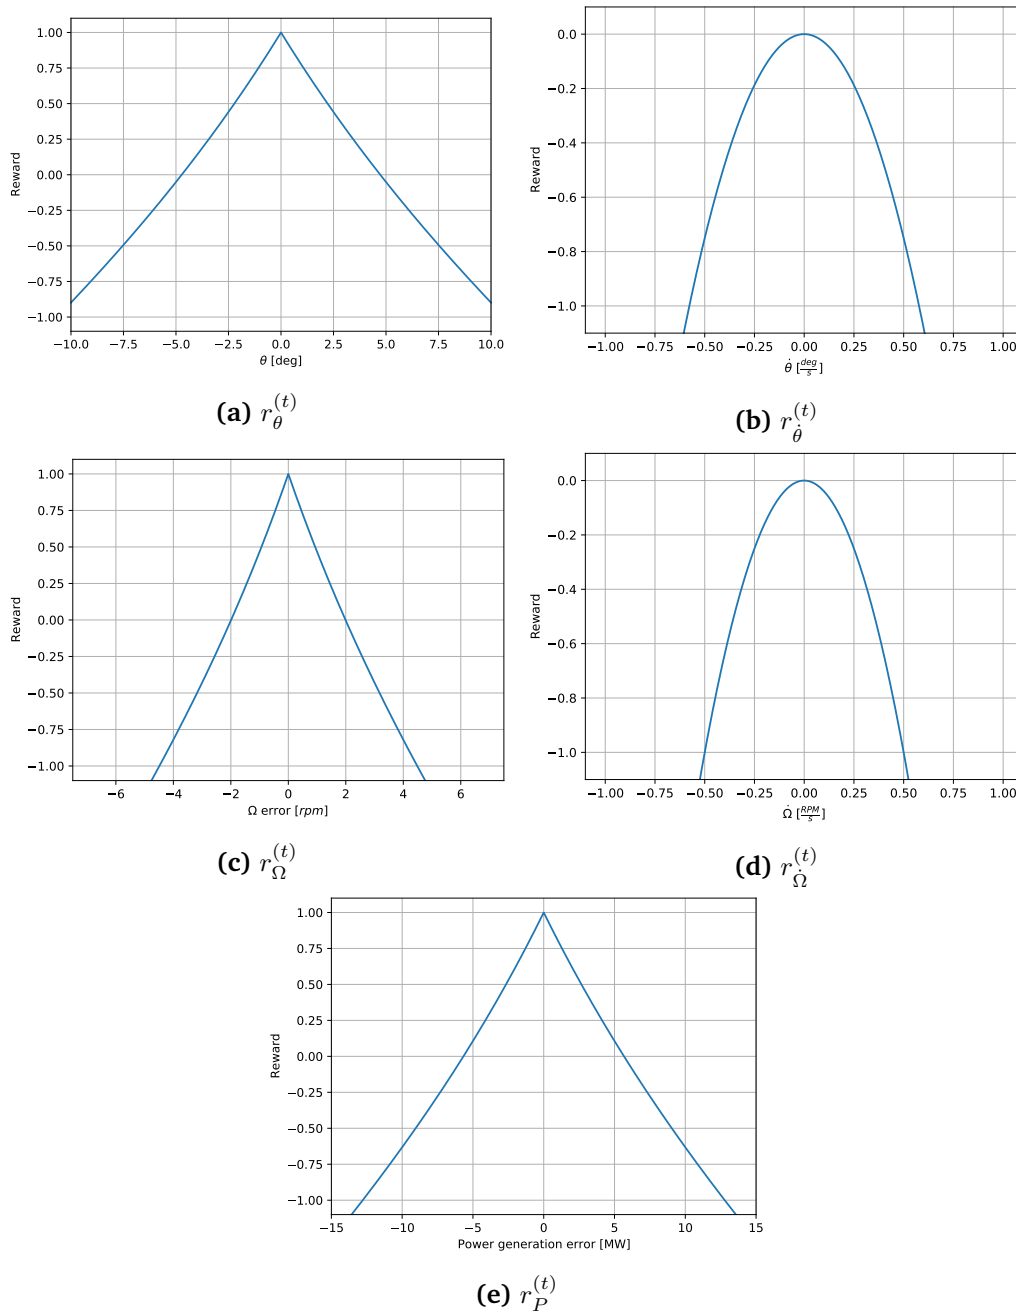 1.00
0.75
0.50
0.25
0.00
−0.25
−0.50
−0.75
−1.00
Reward
−10.0 −7.5 −5.0 −2.5 0.0 2.5 5.0 7.5 10.0
θ [deg]
(a) r_θ^(t)
0.0
−0.2
−0.4
−0.6
−0.8
−1.0
Reward
−1.00 −0.75 −0.50 −0.25 0.00 0.25 0.50 0.75 1.00
θ̇ [deg/s]
(b) r_θ̇^(t)
1.00
0.75
0.50
0.25
0.00
−0.25
−0.50
−0.75
−1.00
Reward
−6 −4 −2 0 2 4 6
Ω error [rpm]
(c) r_Ω^(t)
0.0
−0.2
−0.4
−0.6
−0.8
−1.0
Reward
−1.00 −0.75 −0.50 −0.25 0.00 0.25 0.50 0.75 1.00
Ω̇ [RPM/s]
(d) r_Ω̇^(t)
1.00
0.75
0.50
0.25
0.00
−0.25
−0.50
−0.75
−1.00
Reward
−15 −10 −5 0 5 10 15
Power generation error [MW]
(e) r_P^(t)